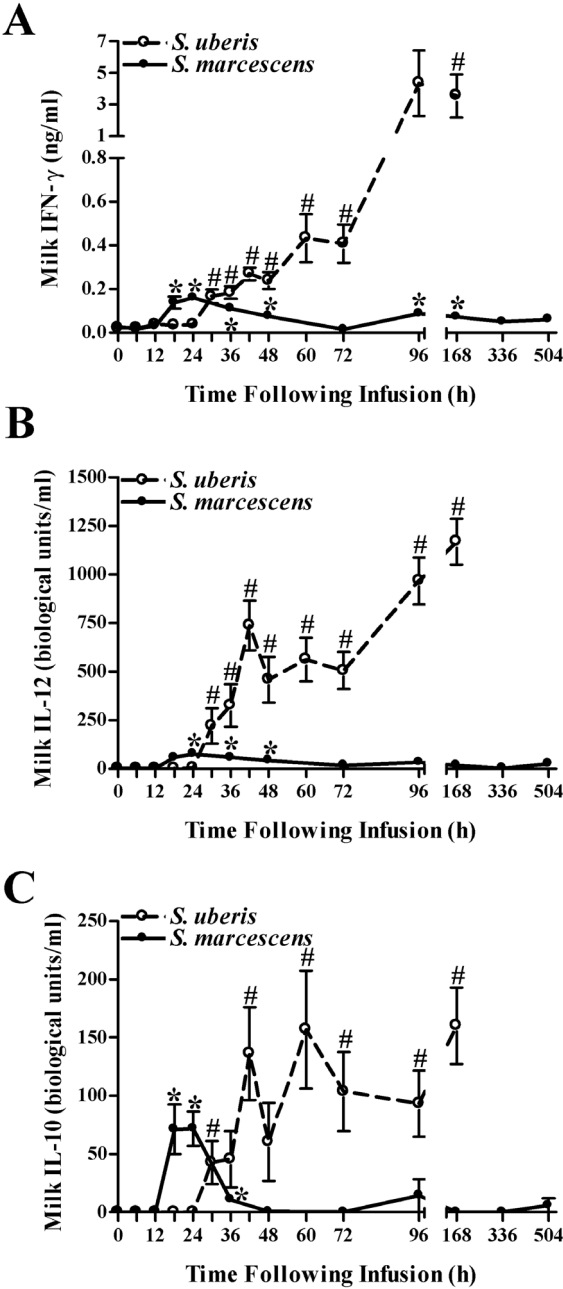 A
S. uberis
S. marcescens
Milk IFN-γ (ng/ml)
7
5
3
1
0.8
0.6
0.4
0.2
0.0
# # # # # # #
* * * * * *
0 12 24 36 48 60 72 96 168 336 504
Time Following Infusion (h)
B
S. uberis
S. marcescens
Milk IL-12 (biological units/ml)
1500
1250
1000
750
500
250
0
# # # # # # # #
* * *
0 12 24 36 48 60 72 96 168 336 504
Time Following Infusion (h)
C
S. uberis
S. marcescens
Milk IL-10 (biological units/ml)
250
200
150
100
50
0
# # # # # #
* * *
0 12 24 36 48 60 72 96 168 336 504
Time Following Infusion (h)